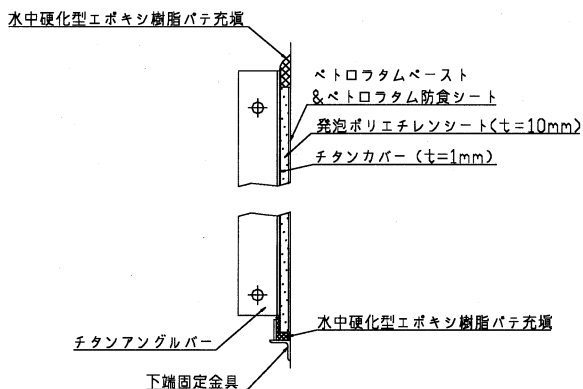 水中硬化型エポキシ樹脂パテ充填
ペトロラタムペースト
&ペトロラタム防食シート
発泡ポリエチレンシート(t=10mm)
チタンカバー(t=1mm)
水中硬化型エポキシ樹脂パテ充填
チタンアングルバー
下端固定金具